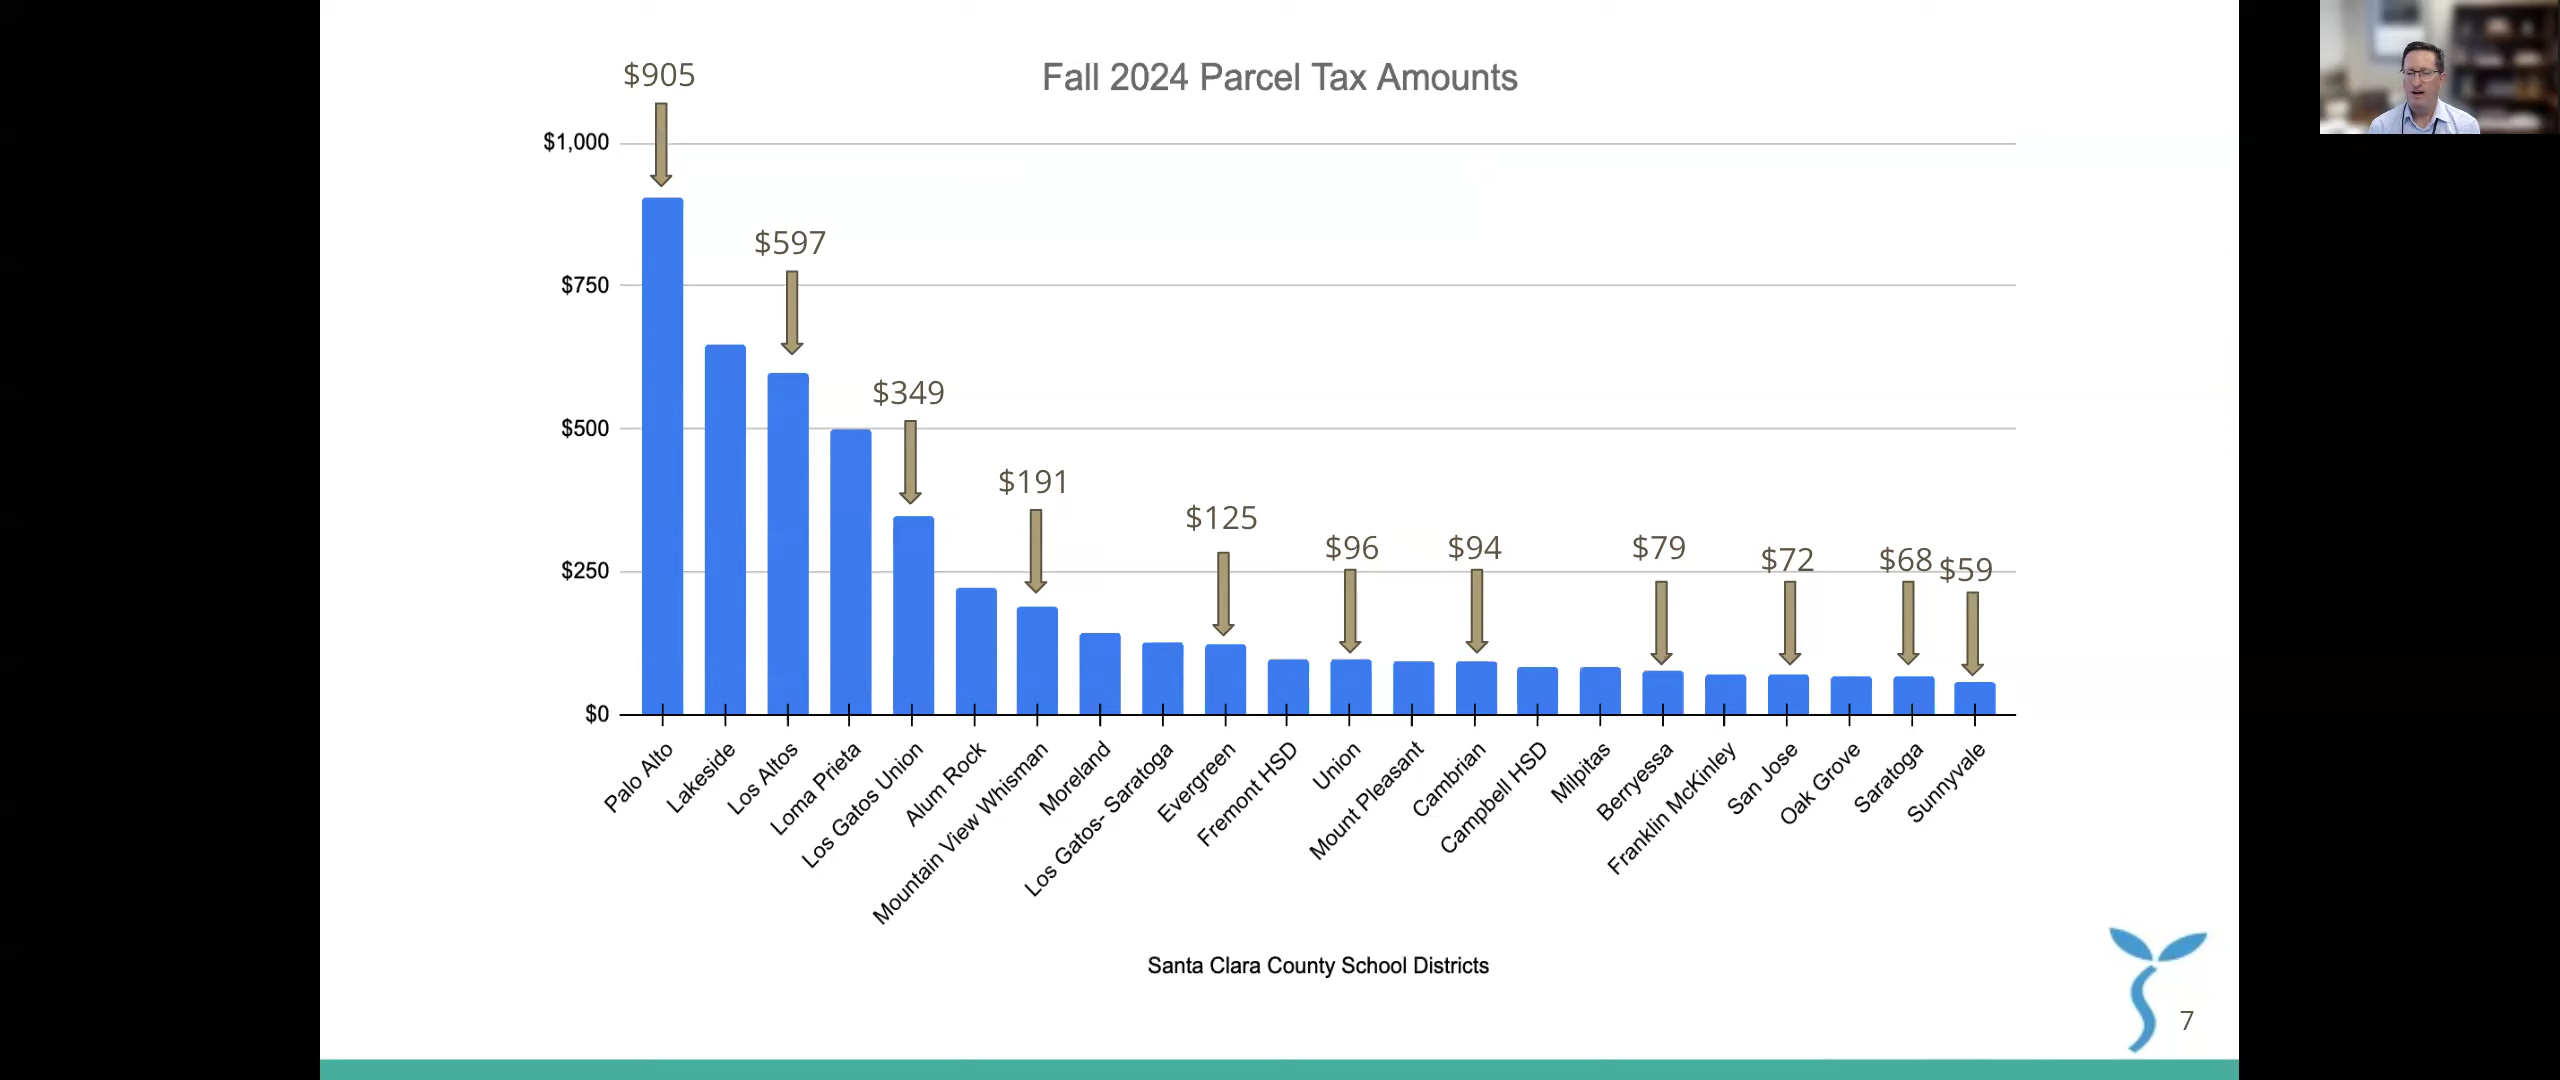 Fall 2024 Parcel Tax Amounts
$905
$597
$349
$191
$125
$96
$94
$79
$72
$68
$59
$1,000
$750
$500
$250
$0
Palo Alto
Lakeside
Los Altos
Loma Prieta
Los Gatos Union
Alum Rock
Mountain View Whisman
Moreland
Los Gatos- Saratoga
Evergreen
Fremont HSD
Union
Mount Pleasant
Cambrian
Campbell HSD
Milpitas
Berryessa
Franklin McKinley
San Jose
Oak Grove
Saratoga
Sunnyvale
Santa Clara County School Districts
7